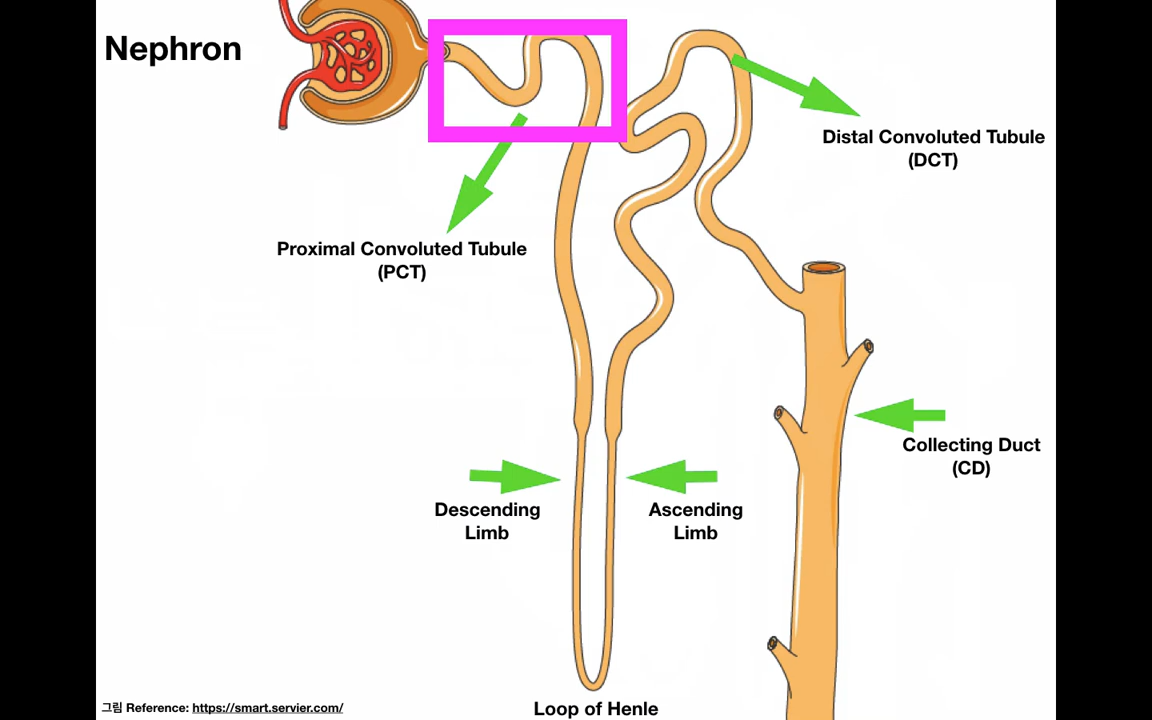 Nephron
Distal Convoluted Tubule
(DCT)
Proximal Convoluted Tubule
(PCT)
Collecting Duct
(CD)
Descending
Limb
Ascending
Limb
Loop of Henle
그림 Reference: https://smart.servier.com/